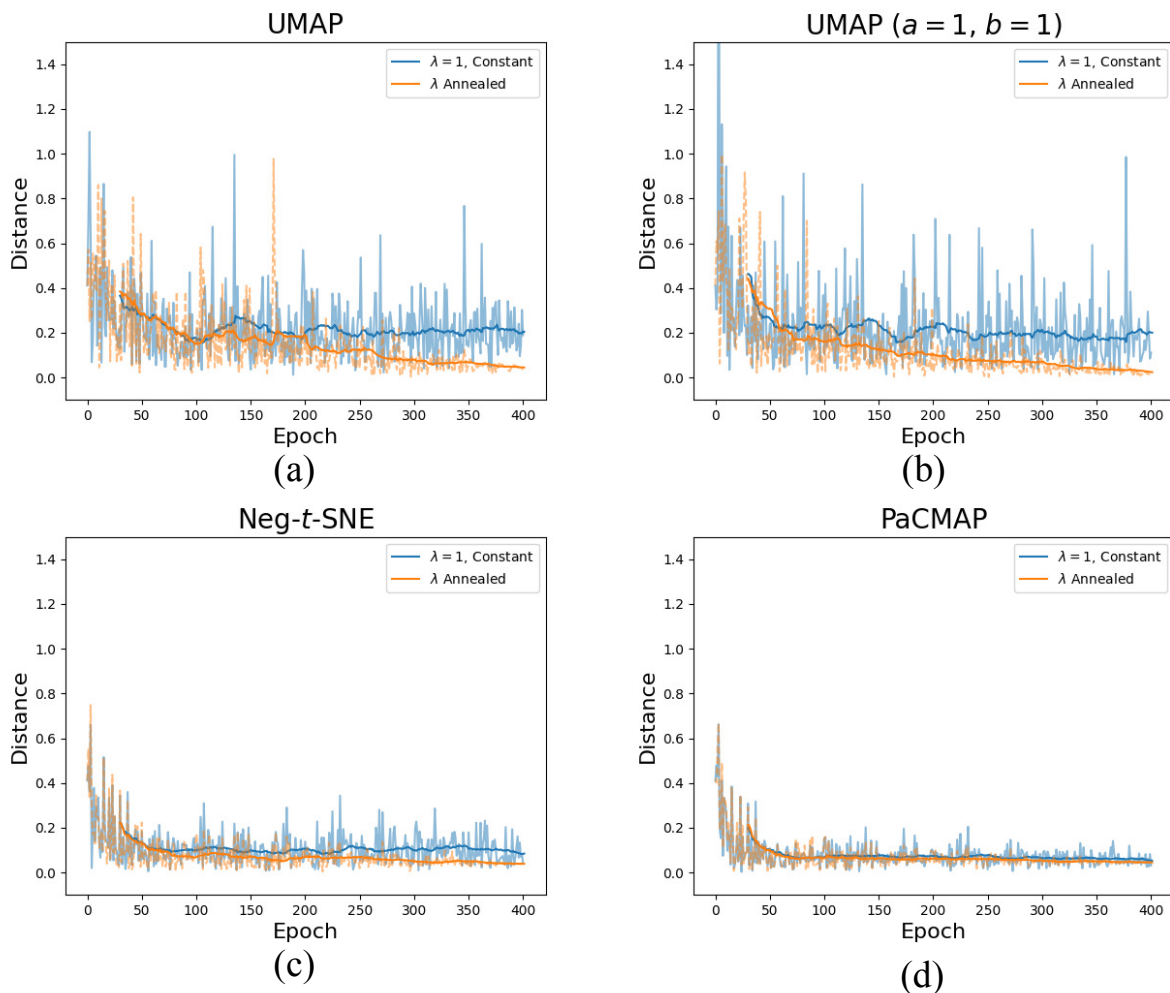 UMAP
1.4
1.2
1.0
0.8
0.6
0.4
0.2
0.0
Distance
λ = 1, Constant
λ Annealed
0 50 100 150 200 250 300 350 400
Epoch
(a)
UMAP (a = 1, b = 1)
1.4
1.2
1.0
0.8
0.6
0.4
0.2
0.0
Distance
λ = 1, Constant
λ Annealed
0 50 100 150 200 250 300 350 400
Epoch
(b)
Neg-t-SNE
1.4
1.2
1.0
0.8
0.6
0.4
0.2
0.0
Distance
λ = 1, Constant
λ Annealed
0 50 100 150 200 250 300 350 400
Epoch
(c)
PaCMAP
1.4
1.2
1.0
0.8
0.6
0.4
0.2
0.0
Distance
λ = 1, Constant
λ Annealed
0 50 100 150 200 250 300 350 400
Epoch
(d)